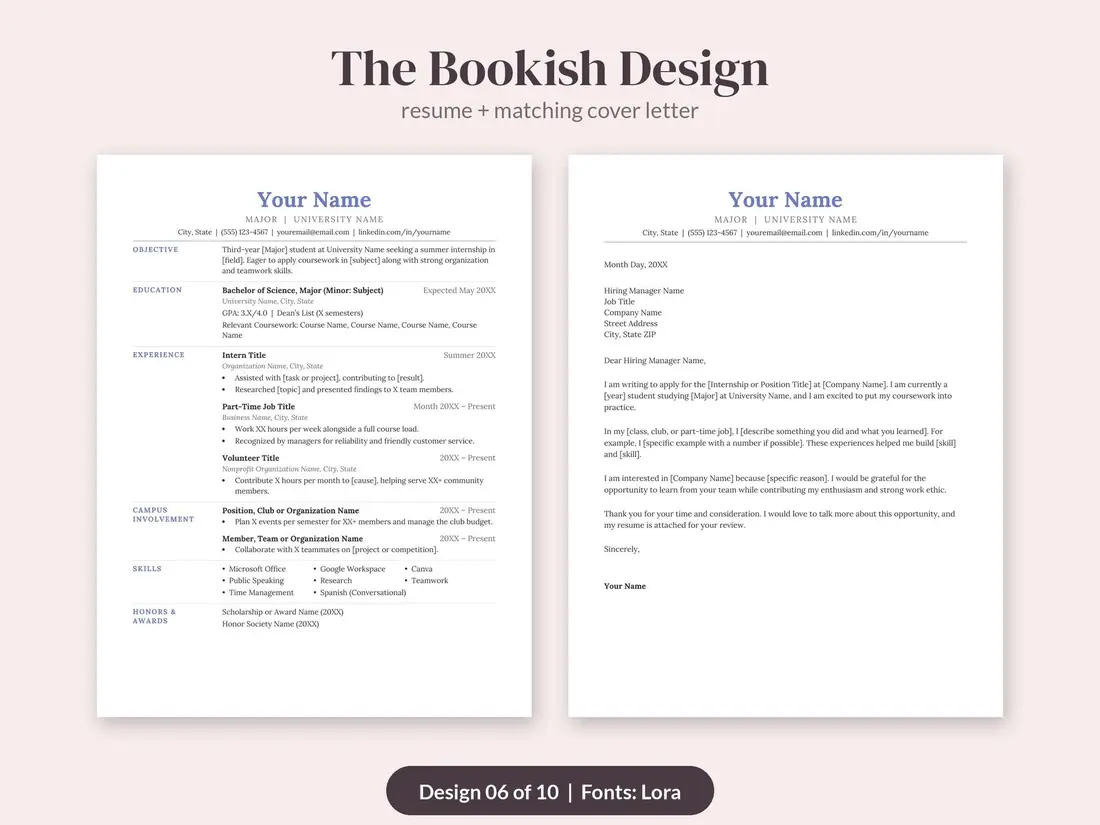 The Bookish Design
resume + matching cover letter
Your Name
MAJOR | UNIVERSITY NAME
City, State | (555) 123-4567 | youremail@email.com | linkedin.com/in/yourname
OBJECTIVE
Third-year [Major] student at University Name seeking a summer internship in
[field]. Eager to apply coursework in [subject] along with strong organization
and teamwork skills.
EDUCATION
Bachelor of Science, Major (Minor: Subject) Expected May 20XX
University Name, City, State
GPA: 3.X/4.0 | Dean's List (X semesters)
Relevant Coursework: Course Name, Course Name, Course Name, Course
Name
EXPERIENCE
Intern Title Summer 20XX
Organization Name, City, State
• Assisted with [task or project], contributing to [result].
• Researched [topic] and presented findings to X team members.
Part-Time Job Title Month 20XX – Present
Business Name, City, State
• Work XX hours per week alongside a full course load.
• Recognized by managers for reliability and friendly customer service.
Volunteer Title 20XX – Present
Nonprofit Organization Name, City, State
• Contribute X hours per month to [cause], helping serve XX+ community
members.
CAMPUS
INVOLVEMENT
Position, Club or Organization Name 20XX – Present
• Plan X events per semester for XX+ members and manage the club budget.
Member, Team or Organization Name 20XX – Present
• Collaborate with X teammates on [project or competition].
SKILLS
• Microsoft Office • Google Workspace • Canva
• Public Speaking • Research • Teamwork
• Time Management • Spanish (Conversational)
HONORS &
AWARDS
Scholarship or Award Name (20XX)
Honor Society Name (20XX)
Your Name
MAJOR | UNIVERSITY NAME
City, State | (555) 123-4567 | youremail@email.com | linkedin.com/in/yourname
Month Day, 20XX
Hiring Manager Name
Job Title
Company Name
Street Address
City, State ZIP
Dear Hiring Manager Name,
I am writing to apply for the [Internship or Position Title] at [Company Name]. I am currently a
[year] student studying [Major] at University Name, and I am excited to put my coursework into
practice.
In my [class, club, or part-time job], I [describe something you did and what you learned]. For
example, I [specific example with a number if possible]. These experiences helped me build [skill]
and [skill].
I am interested in [Company Name] because [specific reason]. I would be grateful for the
opportunity to learn from your team while contributing my enthusiasm and strong work ethic.
Thank you for your time and consideration. I would love to talk more about this opportunity, and
my resume is attached for your review.
Sincerely,
Your Name
Design 06 of 10 | Fonts: Lora